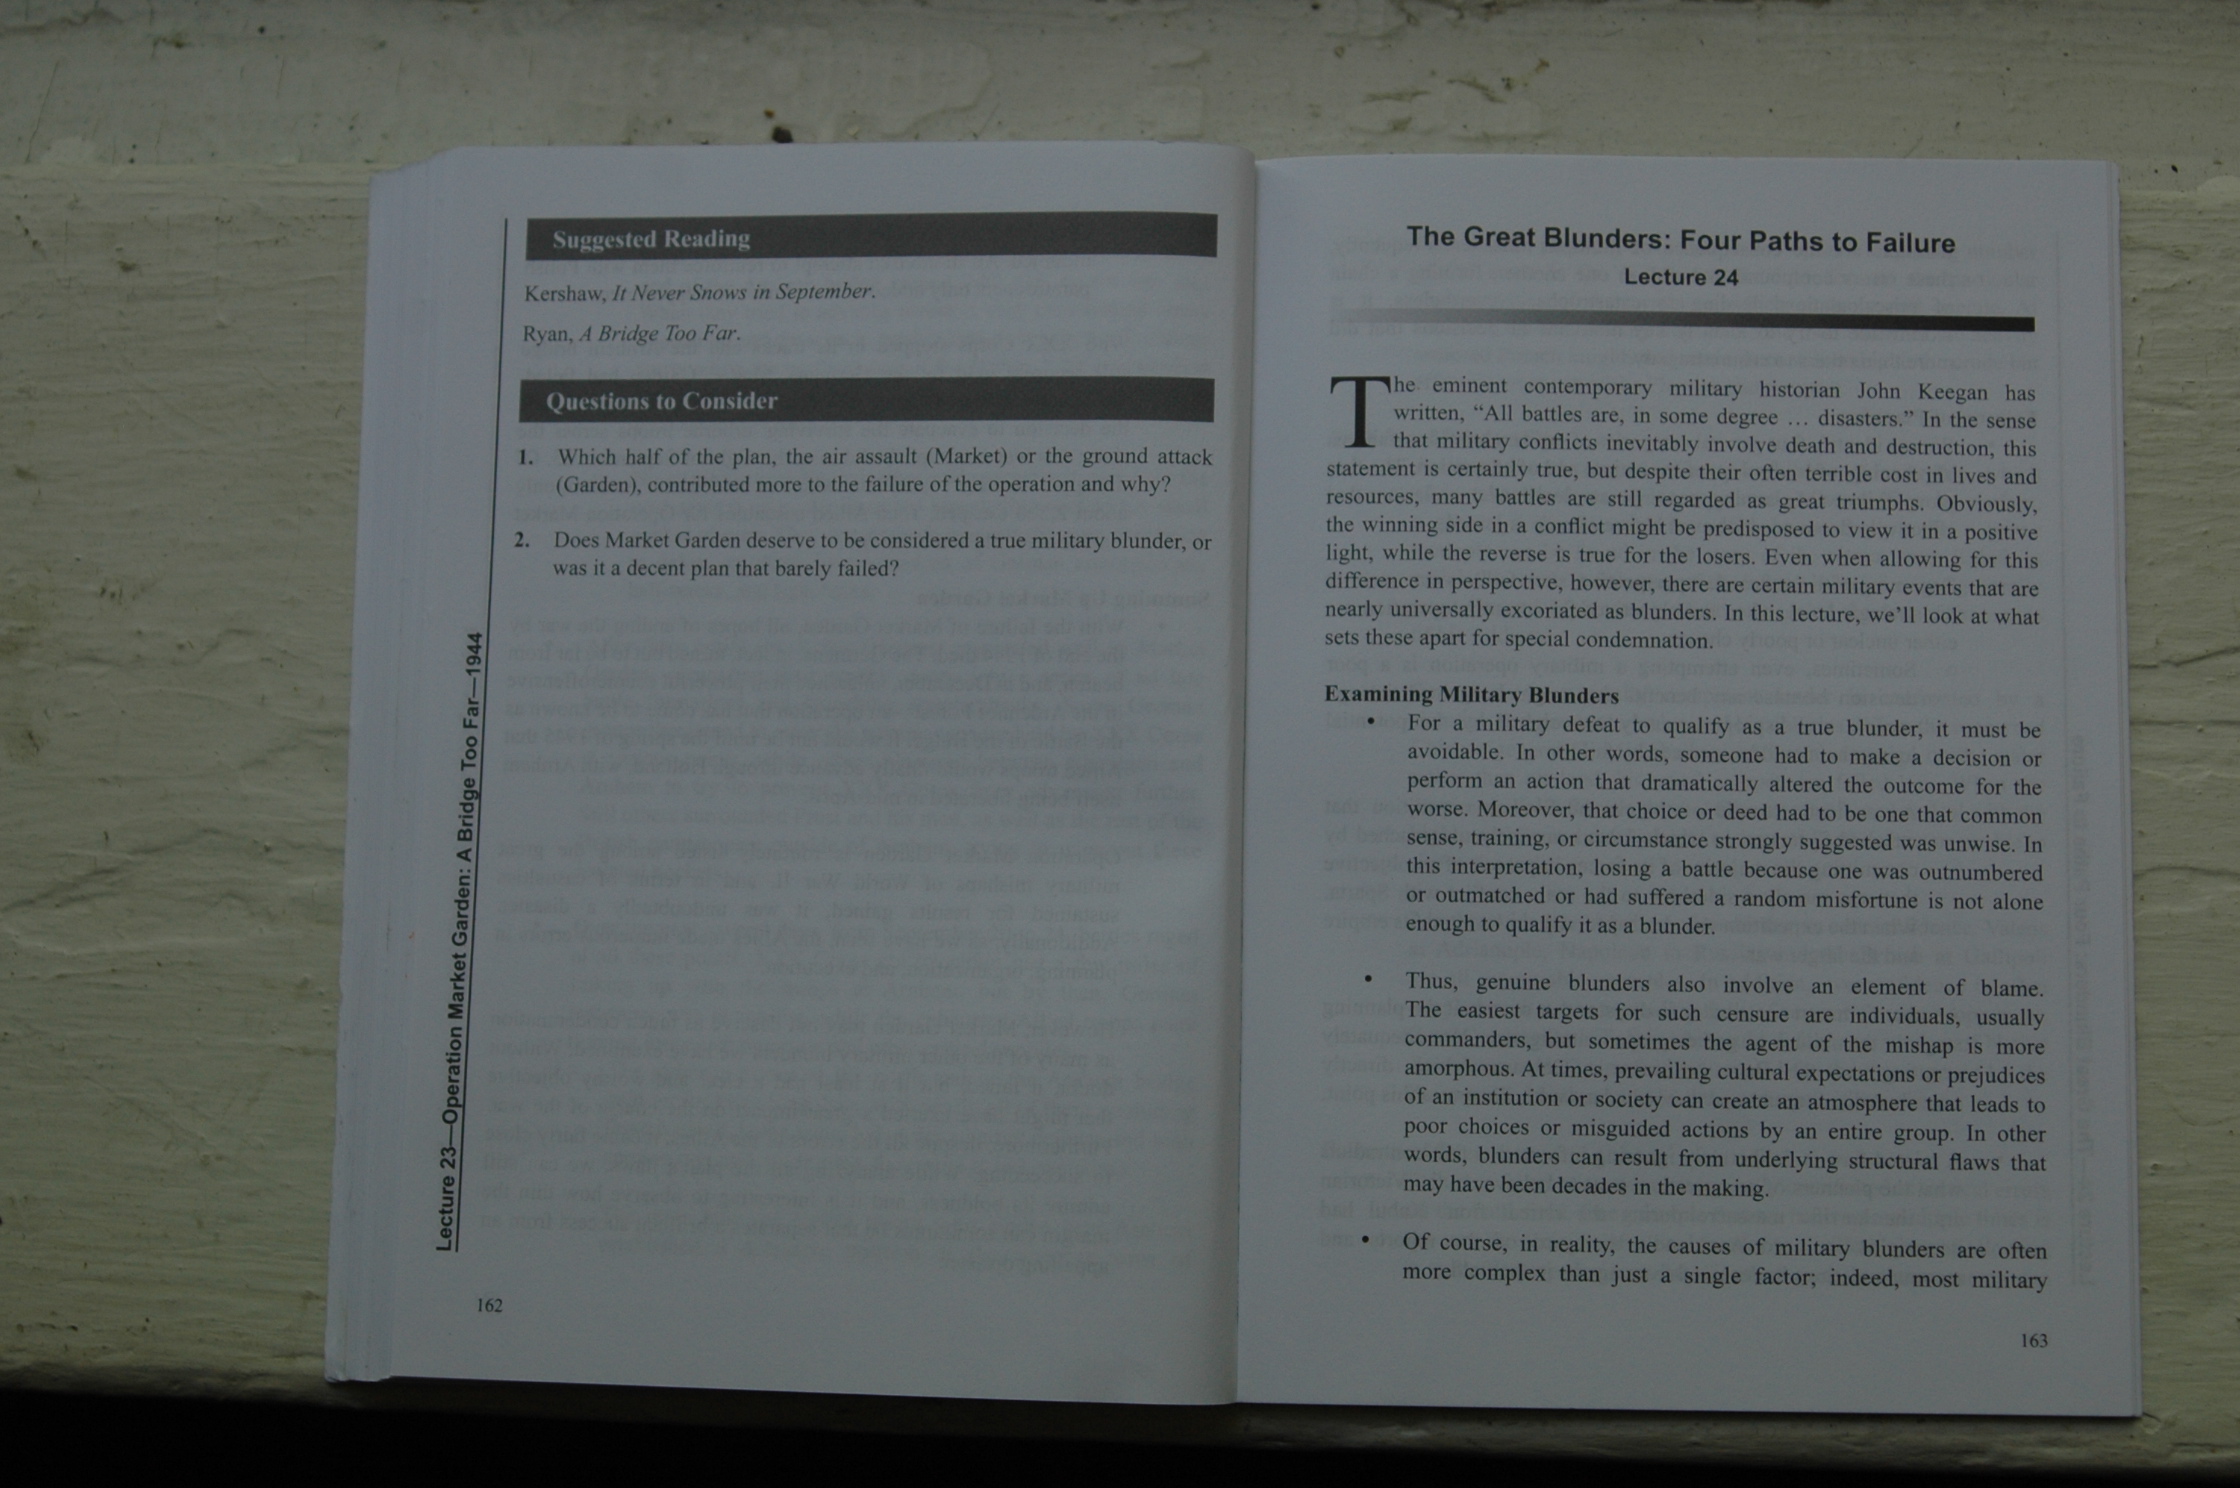 Suggested Reading
Kershaw, It Never Snows in September.
Ryan, A Bridge Too Far.
Questions to Consider
1. Which half of the plan, the air assault (Market) or the ground attack
(Garden), contributed more to the failure of the operation and why?
2. Does Market Garden deserve to be considered a true military blunder, or
was it a decent plan that barely failed?
Lecture 23—Operation Market Garden: A Bridge Too Far—1944
162
The Great Blunders: Four Paths to Failure
Lecture 24
The eminent contemporary military historian John Keegan has
written, “All battles are, in some degree … disasters.” In the sense
that military conflicts inevitably involve death and destruction, this
statement is certainly true, but despite their often terrible cost in lives and
resources, many battles are still regarded as great triumphs. Obviously,
the winning side in a conflict might be predisposed to view it in a positive
light, while the reverse is true for the losers. Even when allowing for this
difference in perspective, however, there are certain military events that are
nearly universally excoriated as blunders. In this lecture, we’ll look at what
sets these apart for special condemnation.
Examining Military Blunders
• For a military defeat to qualify as a true blunder, it must be
avoidable. In other words, someone had to make a decision or
perform an action that dramatically altered the outcome for the
worse. Moreover, that choice or deed had to be one that common
sense, training, or circumstance strongly suggested was unwise. In
this interpretation, losing a battle because one was outnumbered
or outmatched or had suffered a random misfortune is not alone
enough to qualify it as a blunder.
• Thus, genuine blunders also involve an element of blame.
The easiest targets for such censure are individuals, usually
commanders, but sometimes the agent of the mishap is more
amorphous. At times, prevailing cultural expectations or prejudices
of an institution or society can create an atmosphere that leads to
poor choices or misguided actions by an entire group. In other
words, blunders can result from underlying structural flaws that
may have been decades in the making.
• Of course, in reality, the causes of military blunders are often
more complex than just a single factor; indeed, most military
163